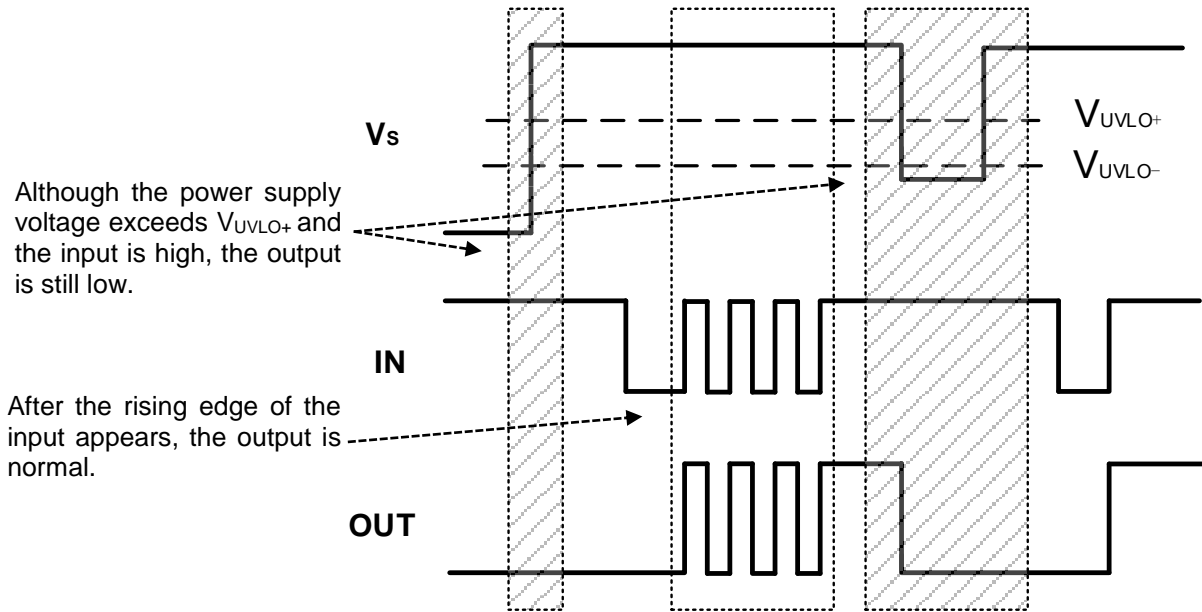 VUVLO+
Vs
VUVLO−
Although the power supply
voltage exceeds VUVLO+ and
the input is high, the output
is still low.
IN
After the rising edge of the
input appears, the output is
normal.
OUT